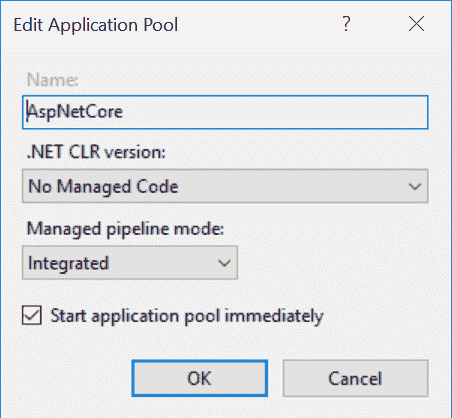 Edit Application Pool ?
Name:
AspNetCore
.NET CLR version:
No Managed Code
Managed pipeline mode:
Integrated
Start application pool immediately
OK Cancel